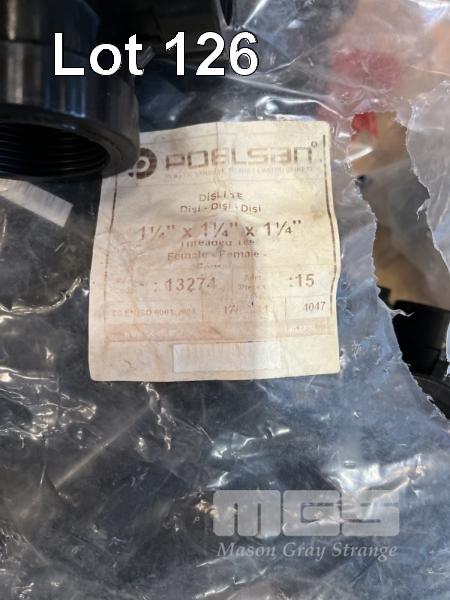 Lot 126
POELSAN®
DİŞLİ TE
Dişi - Dişi - Dişi
1¼" x 1¼" x 1¼"
Threaded Tee
Female - Female -
: 13274 :15
4047
MGS
Mason Gray Strange